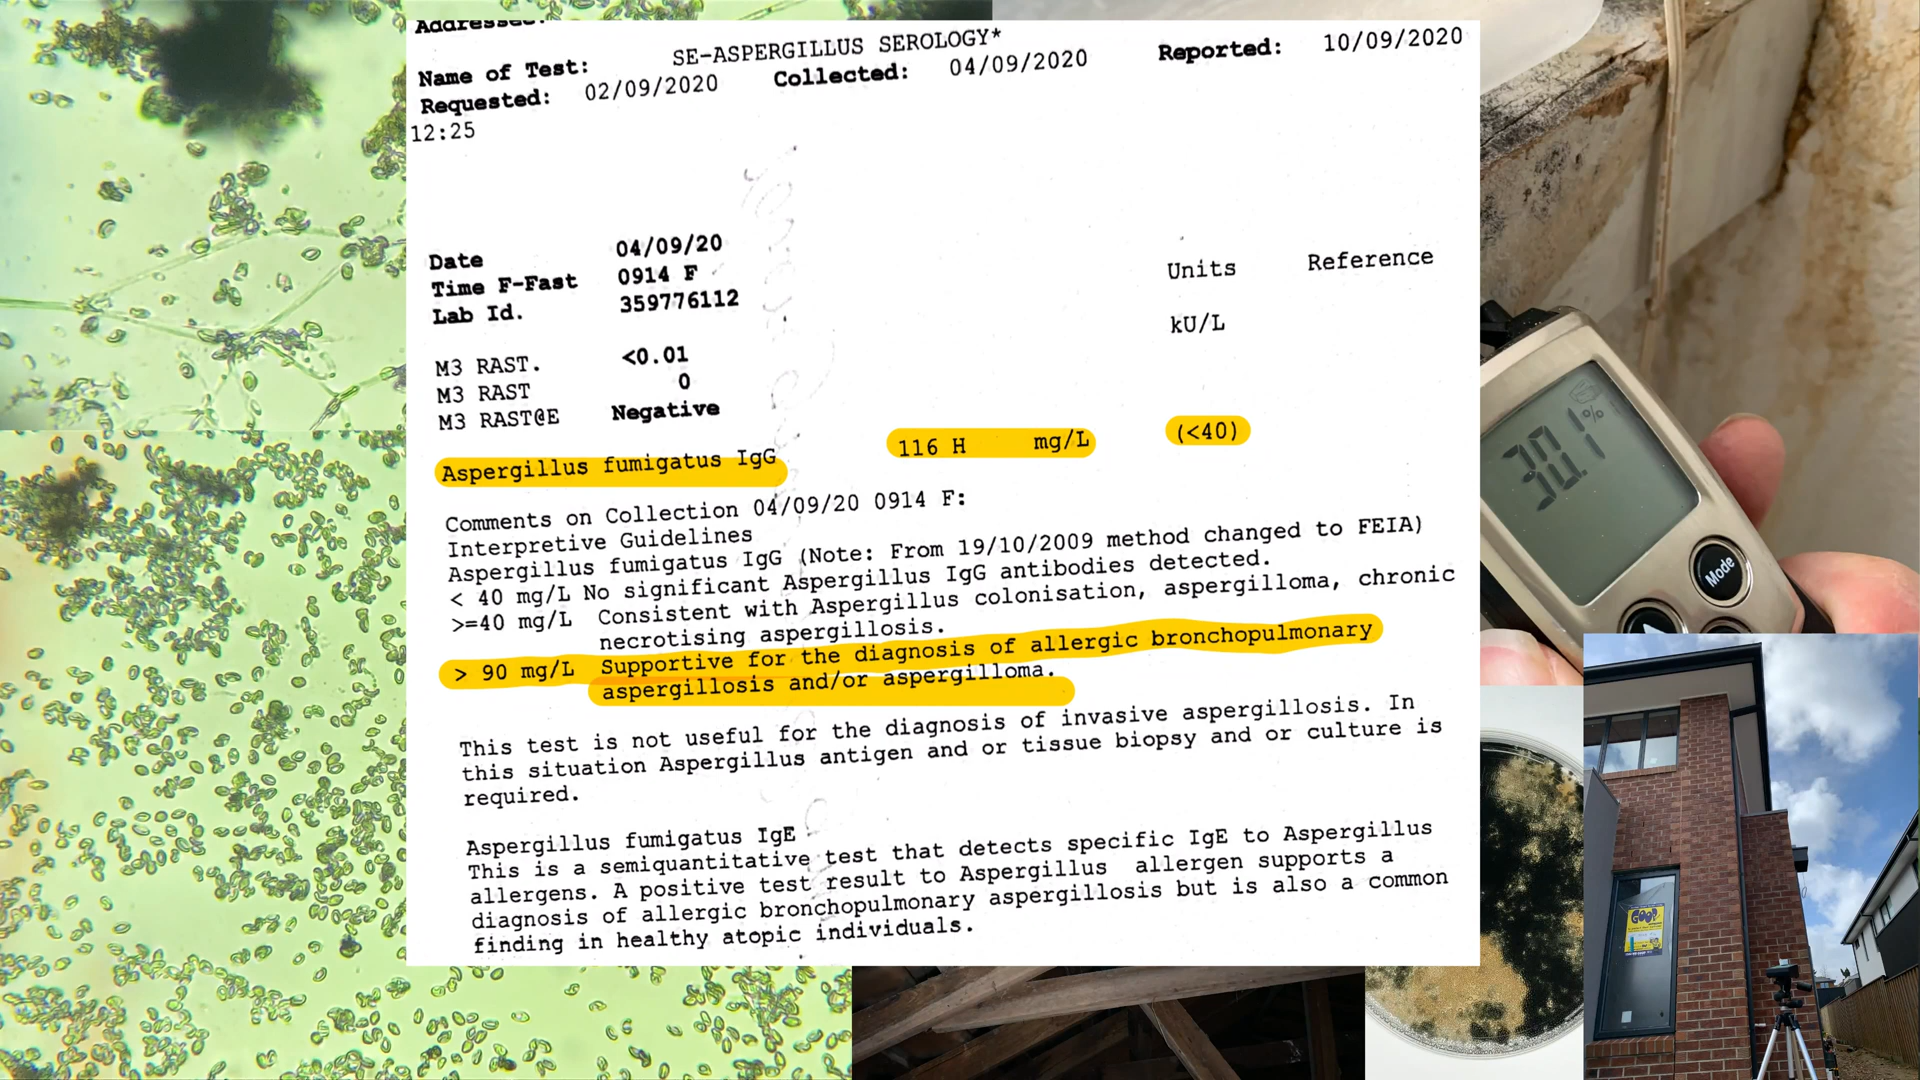 Addresses:
SE-ASPERGILLUS SEROLOGY*
Name of Test:
Requested: 02/09/2020 Collected: 04/09/2020 Reported: 10/09/2020
12:25
Date 04/09/20
Time F-Fast 0914 F
Lab Id. 359776112
Units Reference
kU/L
M3 RAST. <0.01
M3 RAST 0
M3 RAST@E Negative
Aspergillus fumigatus IgG 116 H mg/L (<40)
Comments on Collection 04/09/20 0914 F:
Interpretive Guidelines
Aspergillus fumigatus IgG (Note: From 19/10/2009 method changed to FEIA)
< 40 mg/L No significant Aspergillus IgG antibodies detected.
>=40 mg/L Consistent with Aspergillus colonisation, aspergilloma, chronic
necrotising aspergillosis.
> 90 mg/L Supportive for the diagnosis of allergic bronchopulmonary
aspergillosis and/or aspergilloma.
This test is not useful for the diagnosis of invasive aspergillosis. In
this situation Aspergillus antigen and or tissue biopsy and or culture is
required.
Aspergillus fumigatus IgE
This is a semiquantitative test that detects specific IgE to Aspergillus
allergens. A positive test result to Aspergillus allergen supports a
diagnosis of allergic bronchopulmonary aspergillosis but is also a common
finding in healthy atopic individuals.
30.1%
Mode
GOOP